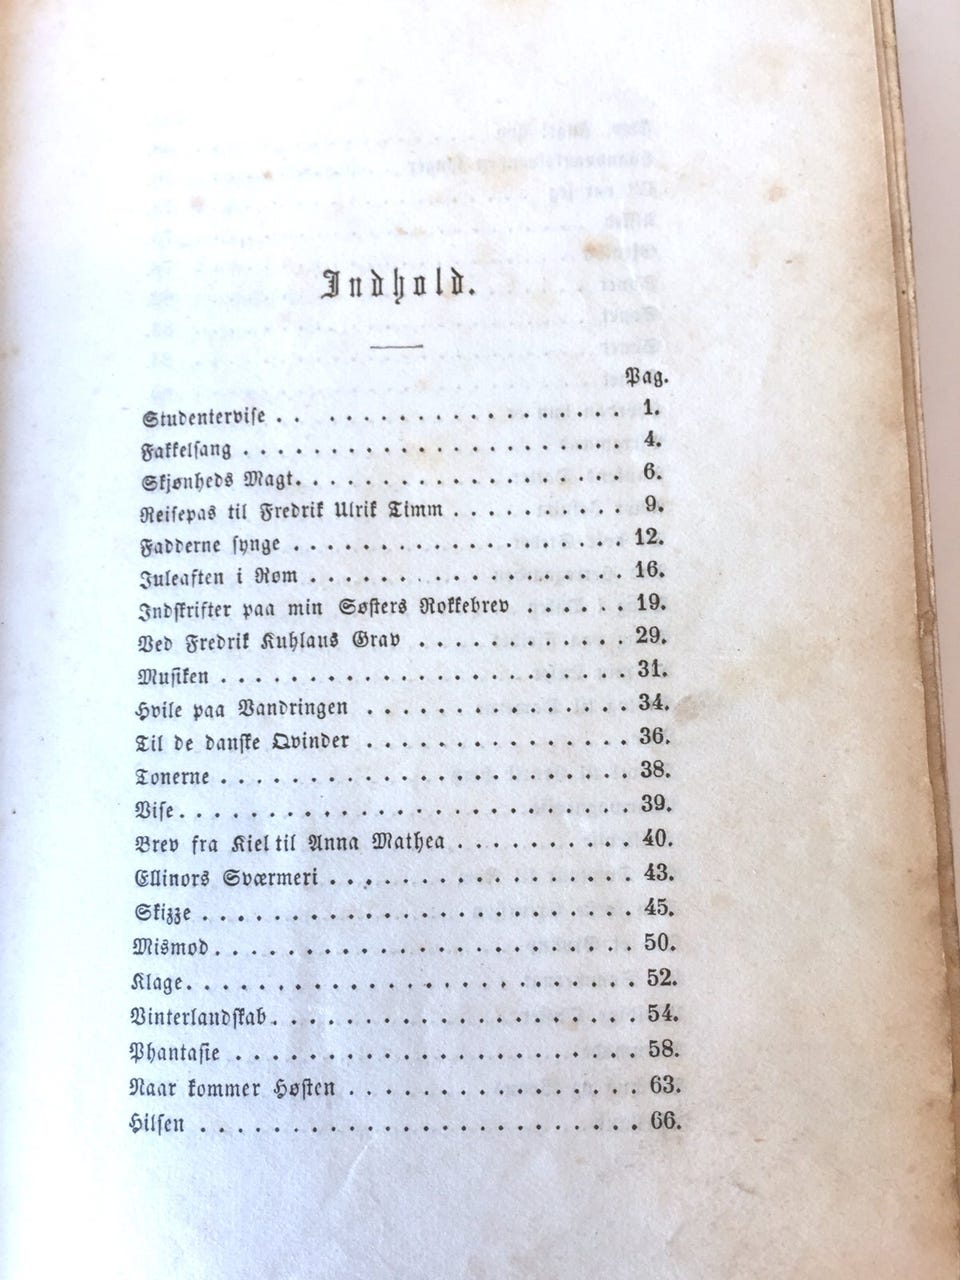 Indhold.
Pag.
Studentervise . . . . . . . . . . . . . . . . . 1.
Fakkelsang . . . . . . . . . . . . . . . . . . . . 4.
Skjønheds Magt. . . . . . . . . . . . . . . . . . 6.
Reisepas til Fredrik Ulrik Timm . . . . . . . . . . 9.
Fadderne synge . . . . . . . . . . . . . . . . . . 12.
Juleaften i Rom . . . . . . . . . . . . . . . . . . 16.
Indskrifter paa min Søsters Rokkebrev . . . . . . 19.
Ved Fredrik Kuhlaus Grav . . . . . . . . . . . . 29.
Musiken . . . . . . . . . . . . . . . . . . . . . . . 31.
Hvile paa Vandringen . . . . . . . . . . . . . . . 34.
Til de danske Qvinder . . . . . . . . . . . . . . . 36.
Tonerne . . . . . . . . . . . . . . . . . . . . . . . 38.
Vise. . . . . . . . . . . . . . . . . . . . . . . . . . 39.
Brev fra Kiel til Anna Mathea . . . . . . . . . . 40.
Ellinors Sværmeri . . . . . . . . . . . . . . . . . 43.
Skizze . . . . . . . . . . . . . . . . . . . . . . . . 45.
Mismod. . . . . . . . . . . . . . . . . . . . . . . . 50.
Klage. . . . . . . . . . . . . . . . . . . . . . . . . 52.
Vinterlandskab. . . . . . . . . . . . . . . . . . . . 54.
Phantasie . . . . . . . . . . . . . . . . . . . . . . 58.
Naar kommer Høsten . . . . . . . . . . . . . . . . 63.
Hilsen . . . . . . . . . . . . . . . . . . . . . . . . 66.